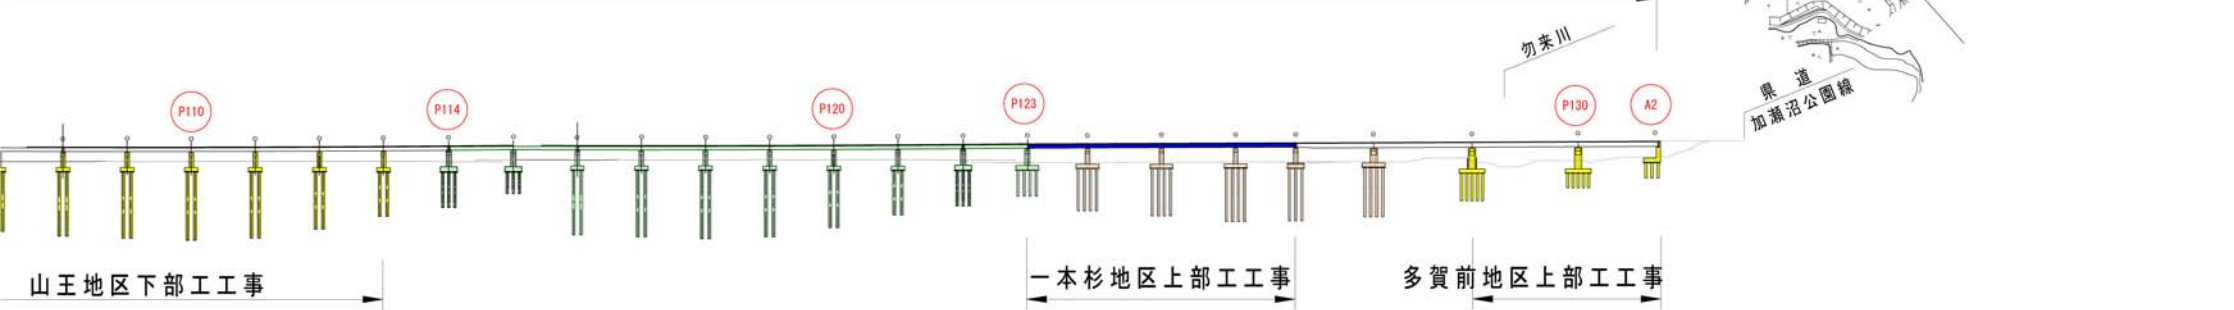 勿来川
県道
加瀬沼公園線
P110
P114
P120
P123
P130
A2
山王地区下部工工事
一本杉地区上部工工事
多賀前地区上部工工事